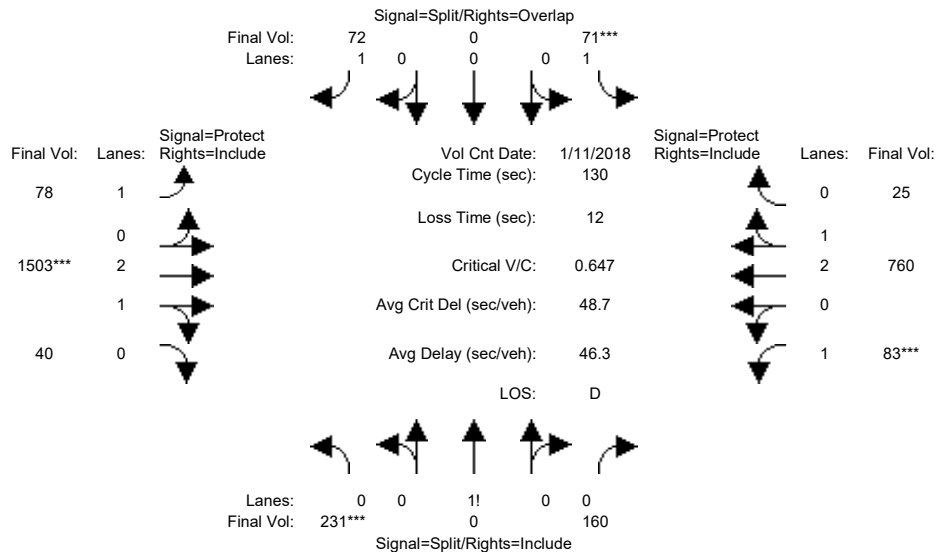 Signal=Split/Rights=Overlap
Final Vol: 72 0 71***
Lanes: 1 0 0 0 1
Signal=Protect Signal=Protect
Final Vol: Lanes: Rights=Include Vol Cnt Date: 1/11/2018 Rights=Include Lanes: Final Vol:
Cycle Time (sec): 130
78 1 0 25
Loss Time (sec): 12
0 1
1503*** 2 Critical V/C: 0.647 2 760
1 Avg Crit Del (sec/veh): 48.7 0
40 0 Avg Delay (sec/veh): 46.3 1 83***
LOS: D
Lanes: 0 0 1! 0 0
Final Vol: 231*** 0 160
Signal=Split/Rights=Include